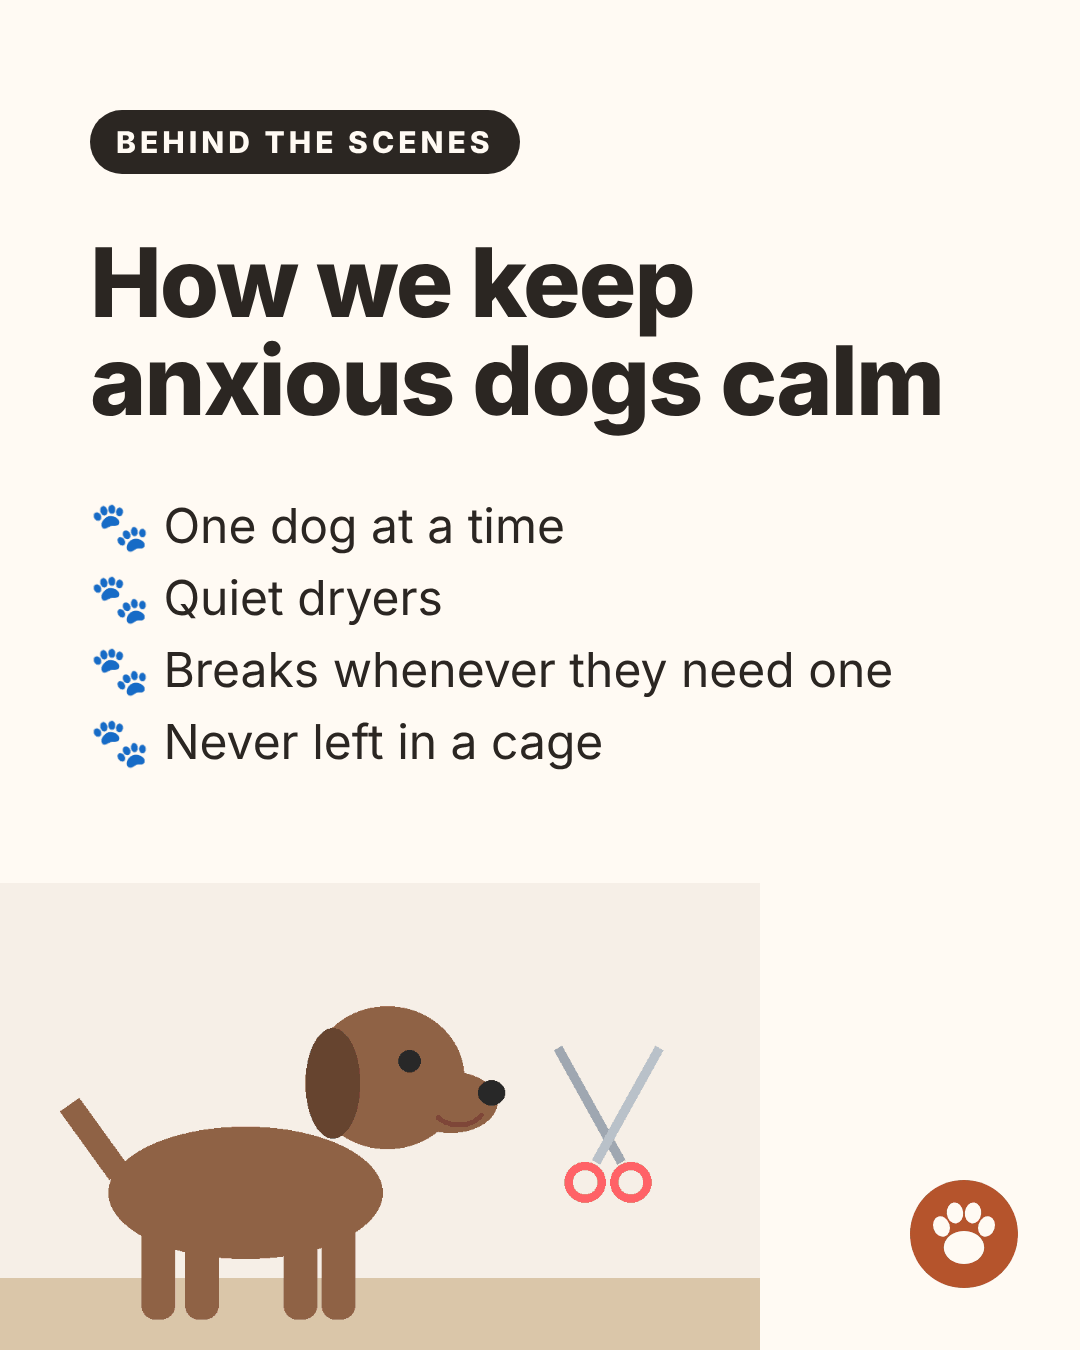 BEHIND THE SCENES
How we keep
anxious dogs calm
🐾 One dog at a time
🐾 Quiet dryers
🐾 Breaks whenever they need one
🐾 Never left in a cage